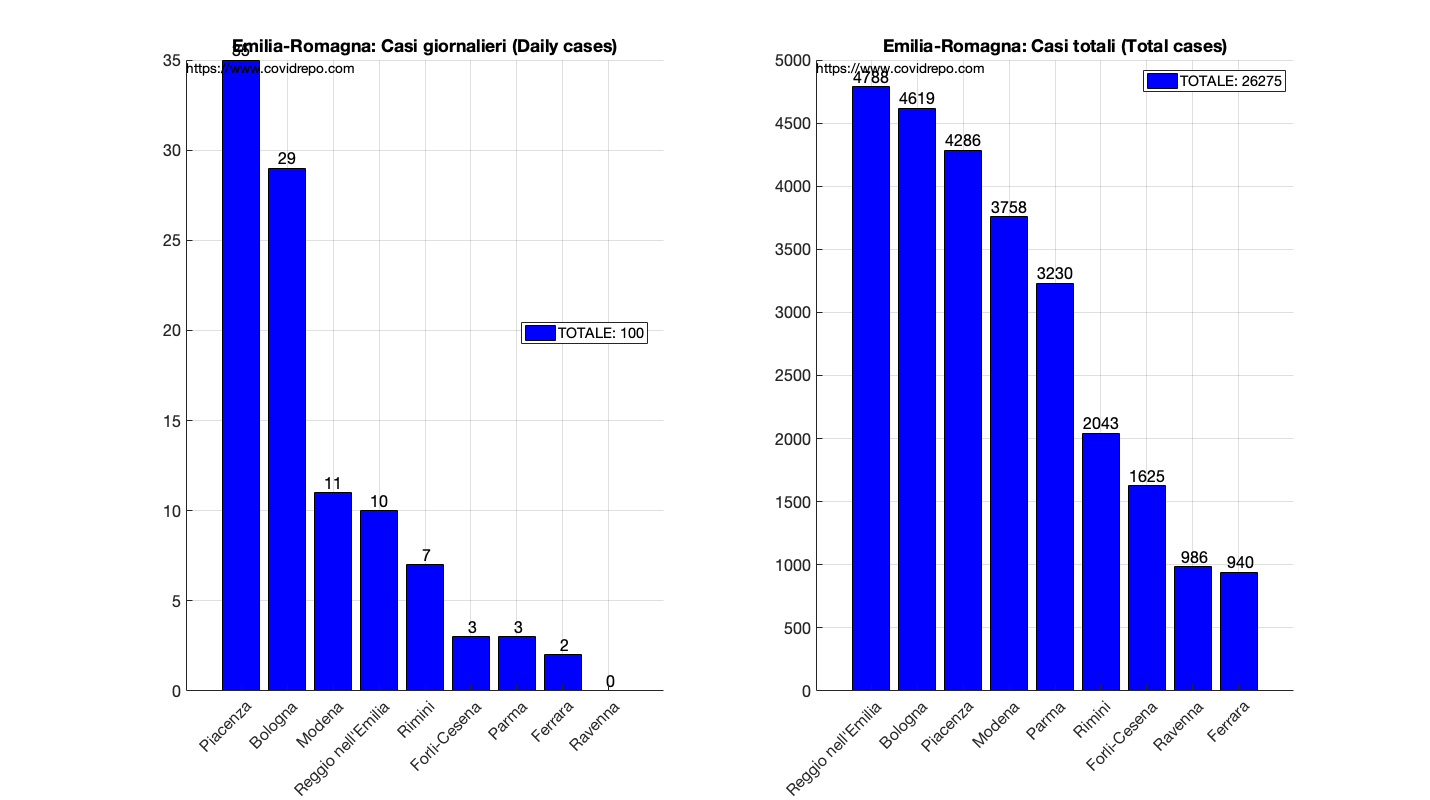 Emilia-Romagna: Casi giornalieri (Daily cases)
35
https://www.covidrepo.com
35
30
25
20
15
10
5
0
29
11
10
7
3
3
2
0
TOTALE: 100
Piacenza
Bologna
Modena
Reggio nell'Emilia
Rimini
Forlì-Cesena
Parma
Ferrara
Ravenna
Emilia-Romagna: Casi totali (Total cases)
https://www.covidrepo.com
TOTALE: 26275
5000
4500
4000
3500
3000
2500
2000
1500
1000
500
0
4788
4619
4286
3758
3230
2043
1625
986
940
Reggio nell'Emilia
Bologna
Piacenza
Modena
Parma
Rimini
Forlì-Cesena
Ravenna
Ferrara